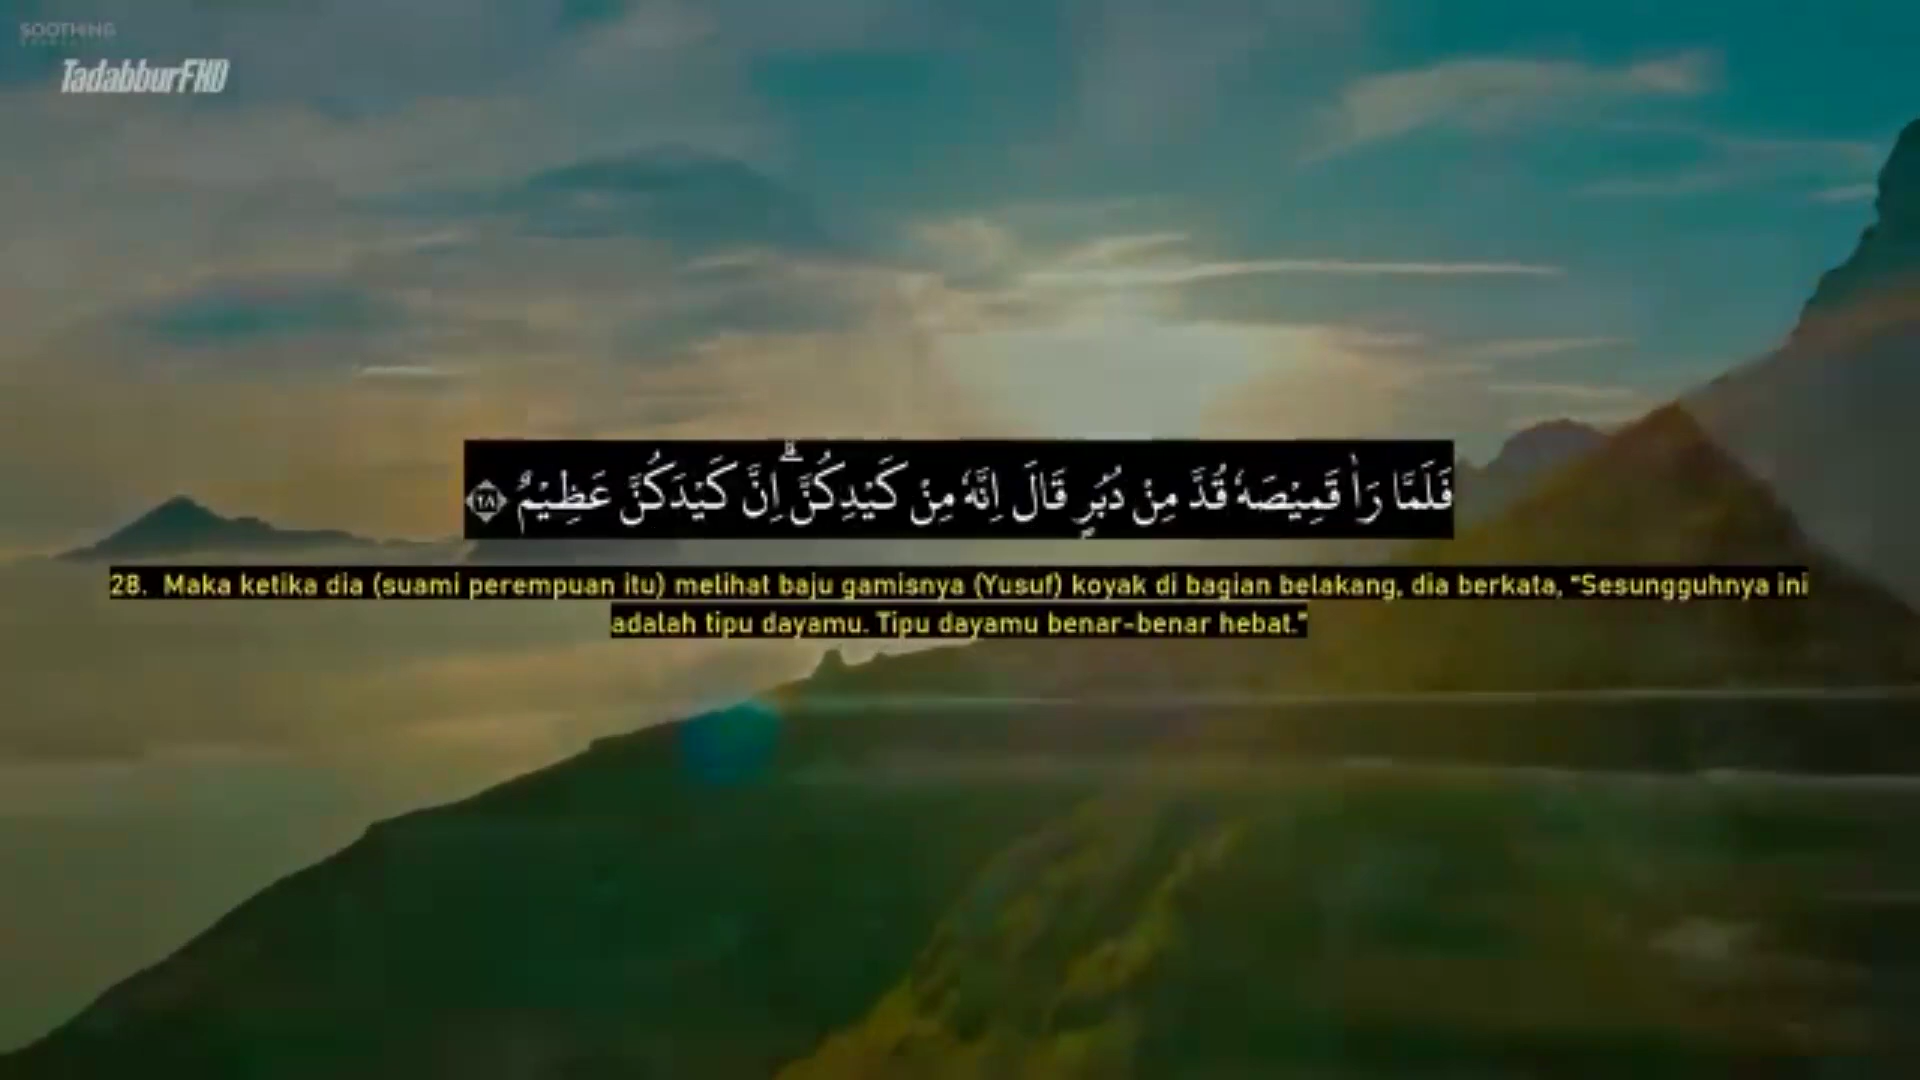 SOOTHING
TadabburFHD
فَلَمَّا رَاٰ قَمِيْصَهٗ قُدَّ مِنْ دُبُرٍ قَالَ اِنَّهٗ مِنْ كَيْدِكُنَّ ۗاِنَّ كَيْدَكُنَّ عَظِيْمٌ ٢٨
28. Maka ketika dia (suami perempuan itu) melihat baju gamisnya (Yusuf) koyak di bagian belakang, dia berkata, "Sesungguhnya ini
adalah tipu dayamu. Tipu dayamu benar-benar hebat."